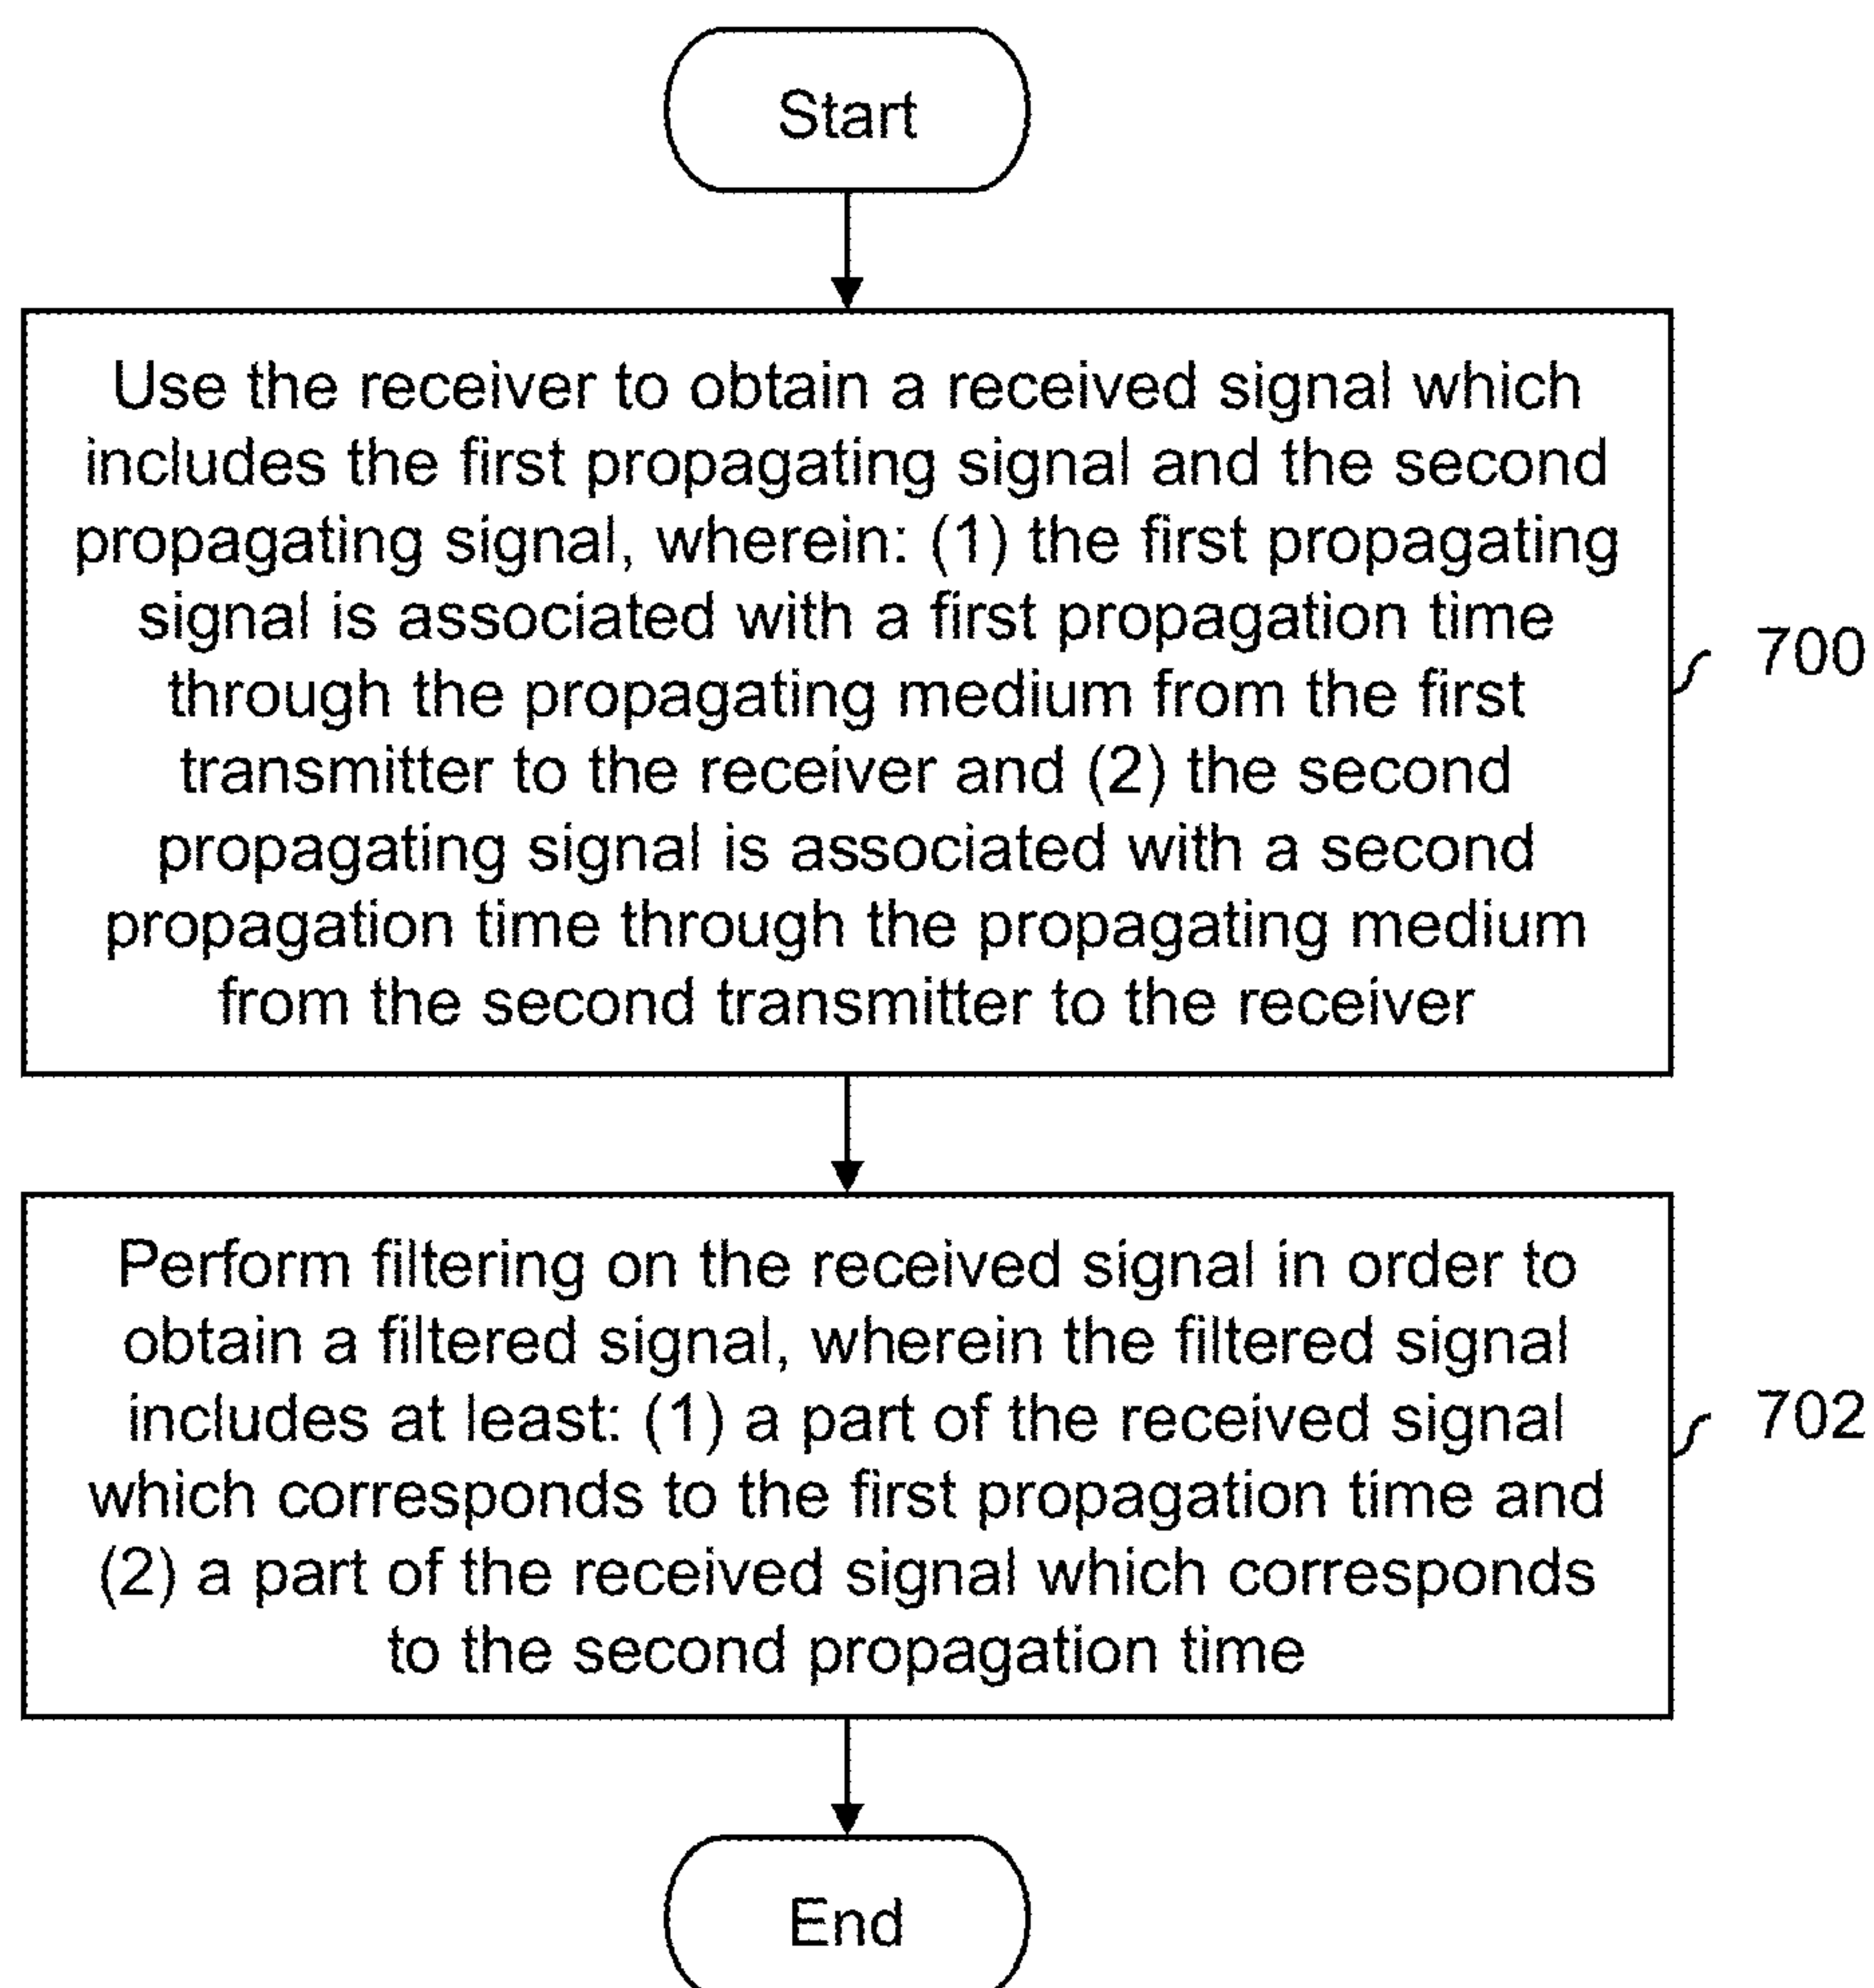 Start
Use the receiver to obtain a received signal which
includes the first propagating signal and the second
propagating signal, wherein: (1) the first propagating
signal is associated with a first propagation time
through the propagating medium from the first
transmitter to the receiver and (2) the second
propagating signal is associated with a second
propagation time through the propagating medium
from the second transmitter to the receiver
700
Perform filtering on the received signal in order to
obtain a filtered signal, wherein the filtered signal
includes at least: (1) a part of the received signal
which corresponds to the first propagation time and
(2) a part of the received signal which corresponds
to the second propagation time
702
End